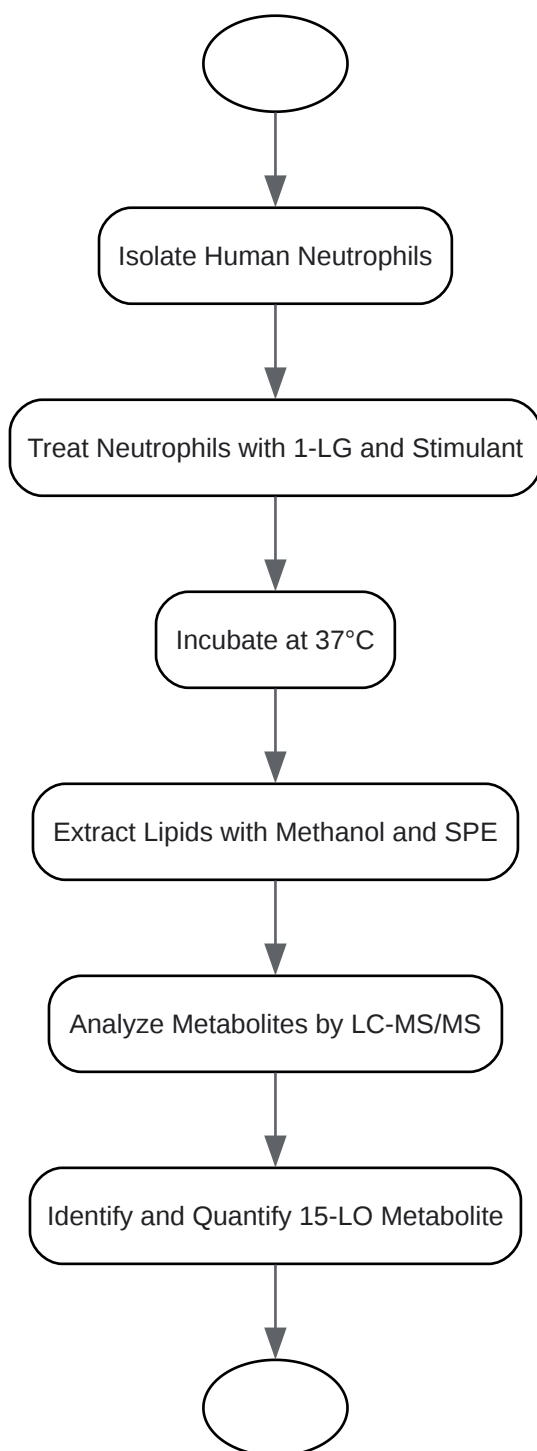 Isolate Human Neutrophils
Treat Neutrophils with 1-LG and Stimulant
Incubate at 37°C
Extract Lipids with Methanol and SPE
Analyze Metabolites by LC-MS/MS
Identify and Quantify 15-LO Metabolite